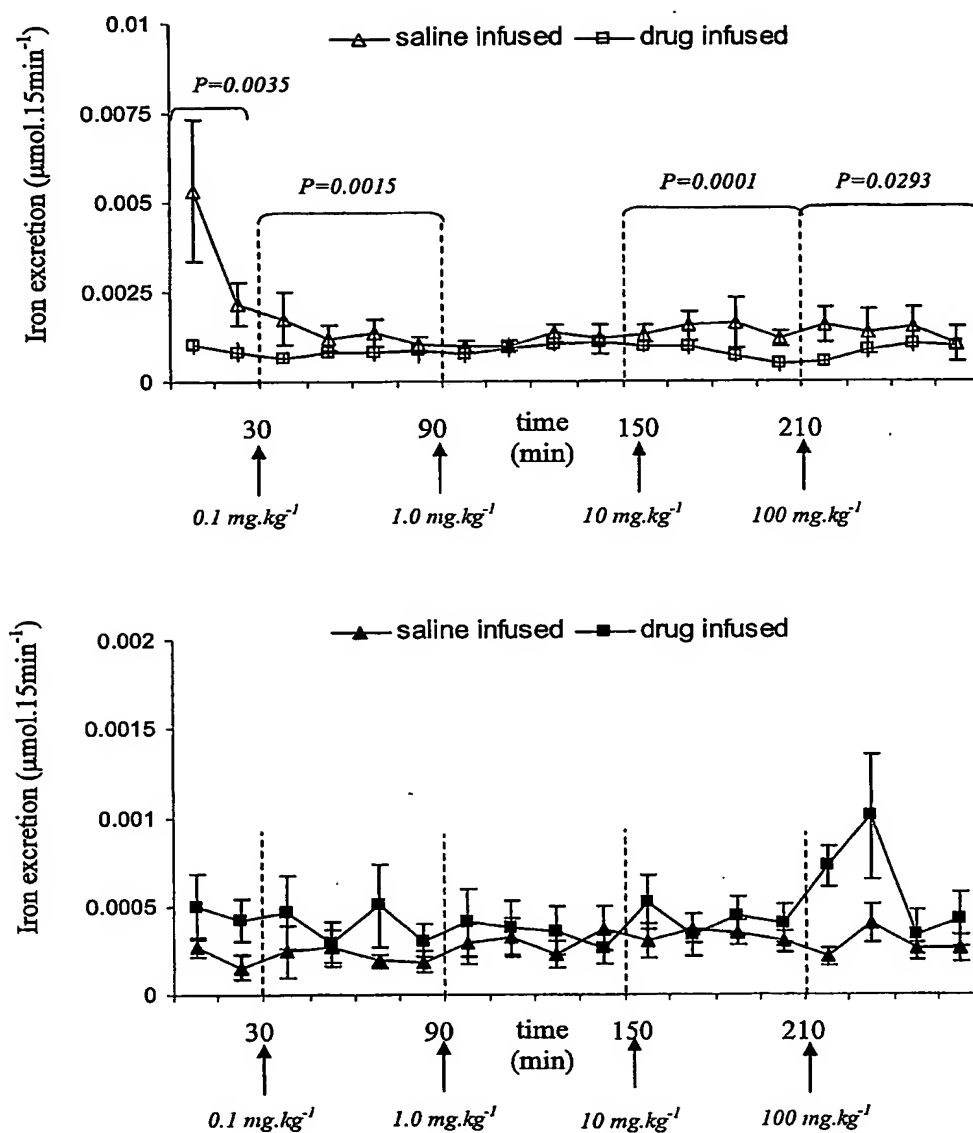 0.01
saline infused drug infused
P=0.0035
0.0075
P=0.0015
P=0.0001
P=0.0293
0.005
0.0025
0
Iron excretion (µmol.15min⁻¹)
30 90 time (min) 150 210
0.1 mg.kg⁻¹ 1.0 mg.kg⁻¹ 10 mg.kg⁻¹ 100 mg.kg⁻¹
saline infused drug infused
0.002
0.0015
0.001
0.0005
0
Iron excretion (µmol.15min⁻¹)
30 90 time (min) 150 210
0.1 mg.kg⁻¹ 1.0 mg.kg⁻¹ 10 mg.kg⁻¹ 100 mg.kg⁻¹